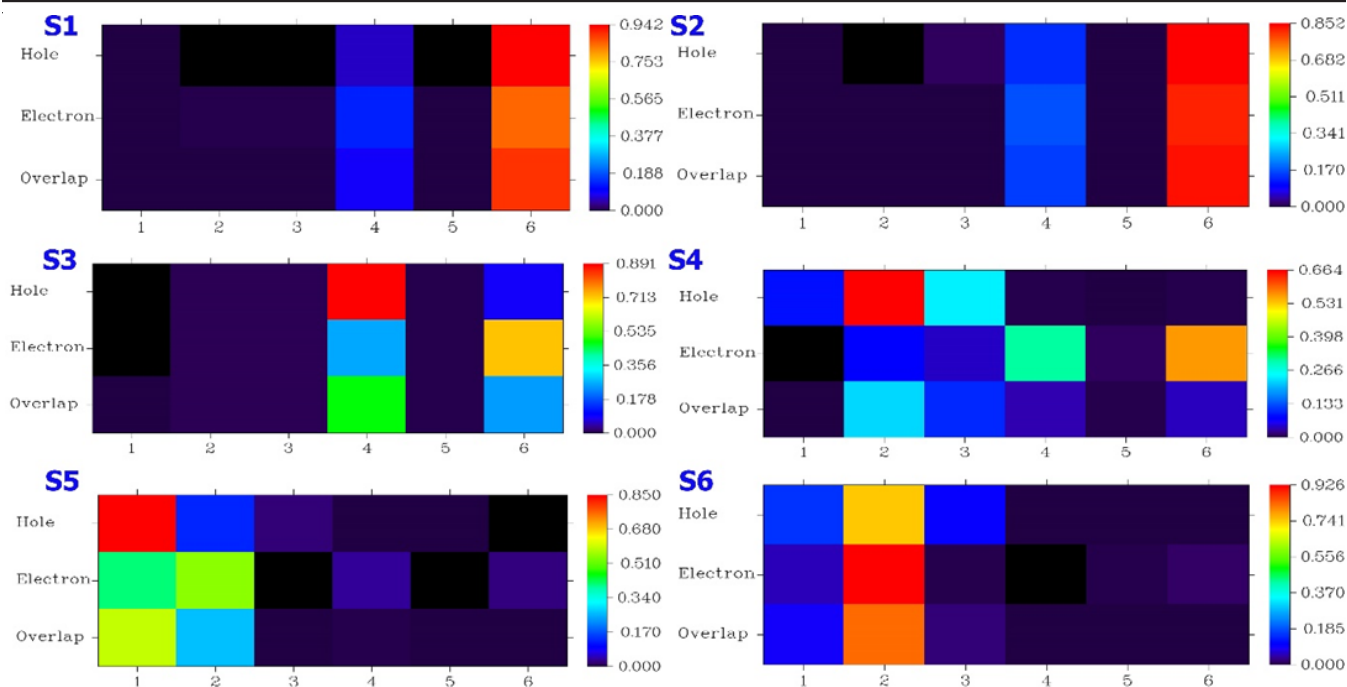 S1
Hole
Electron
Overlap
1 2 3 4 5 6
0.942
0.753
0.565
0.377
0.188
0.000
S2
Hole
Electron
Overlap
1 2 3 4 5 6
0.852
0.682
0.511
0.341
0.170
0.000
S3
Hole
Electron
Overlap
1 2 3 4 5 6
0.891
0.713
0.535
0.356
0.178
0.000
S4
Hole
Electron
Overlap
1 2 3 4 5 6
0.664
0.531
0.398
0.266
0.133
0.000
S5
Hole
Electron
Overlap
1 2 3 4 5 6
0.850
0.680
0.510
0.340
0.170
0.000
S6
Hole
Electron
Overlap
1 2 3 4 5 6
0.926
0.741
0.556
0.370
0.185
0.000